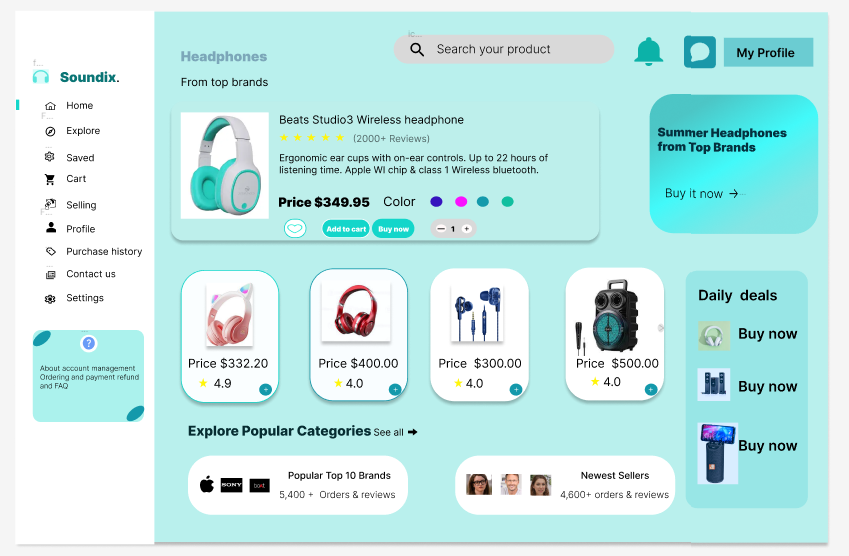 f...
Soundix.
Home
F...
Explore
Saved
Cart
Selling
F...
Profile
Purchase history
Contact us
Settings
?
About account management
Ordering and payment refund
and FAQ
Headphones
From top brands
ic...
Search your product
My Profile
Beats Studio3 Wireless headphone
(2000+ Reviews)
Ergonomic ear cups with on-ear controls. Up to 22 hours of
listening time. Apple WI chip & class 1 Wireless bluetooth.
Price $349.95 Color
Add to cart Buy now — 1 +
Summer Headphones
from Top Brands
Buy it now →
Price $332.20
4.9
+
Price $400.00
4.0
+
Price $300.00
4.0
+
Price $500.00
4.0
+
Daily deals
Buy now
Buy now
Buy now
Explore Popular Categories See all
SONY
Popular Top 10 Brands
5,400 + Orders & reviews
Newest Sellers
4,600+ orders & reviews